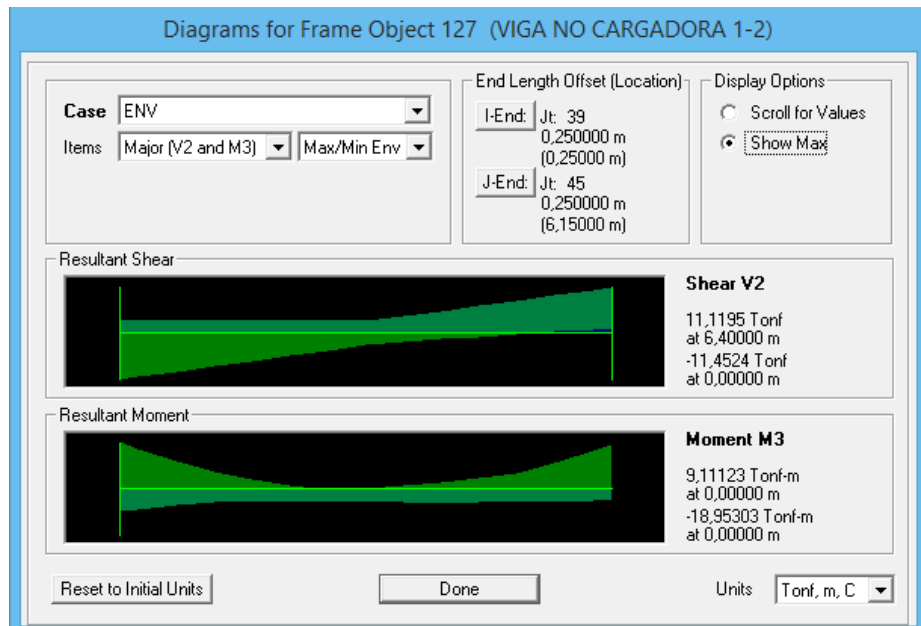 Diagrams for Frame Object 127 (VIGA NO CARGADORA 1-2)
Case ENV
Items Major (V2 and M3) Max/Min Env
End Length Offset (Location)
I-End: Jt: 39
0,250000 m
(0,25000 m)
J-End: Jt: 45
0,250000 m
(6,15000 m)
Display Options
Scroll for Values
Show Max
Resultant Shear
Shear V2
11,1195 Tonf
at 6,40000 m
-11,4524 Tonf
at 0,00000 m
Resultant Moment
Moment M3
9,11123 Tonf-m
at 0,00000 m
-18,95303 Tonf-m
at 0,00000 m
Reset to Initial Units Done Units Tonf, m, C